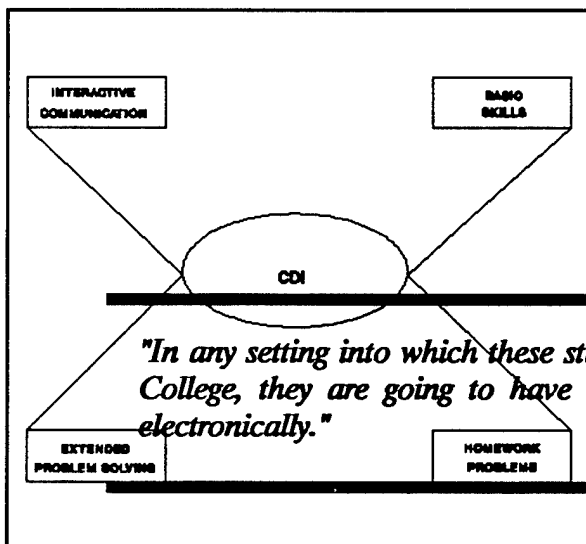 INTERACTIVE
COMMUNICATION
BASIC
SKILLS
CDI
"In any setting into which these
College, they are going to have
electronically."
EXTENDED
PROBLEM SOLVING
HOMEWORK
PROBLEMS